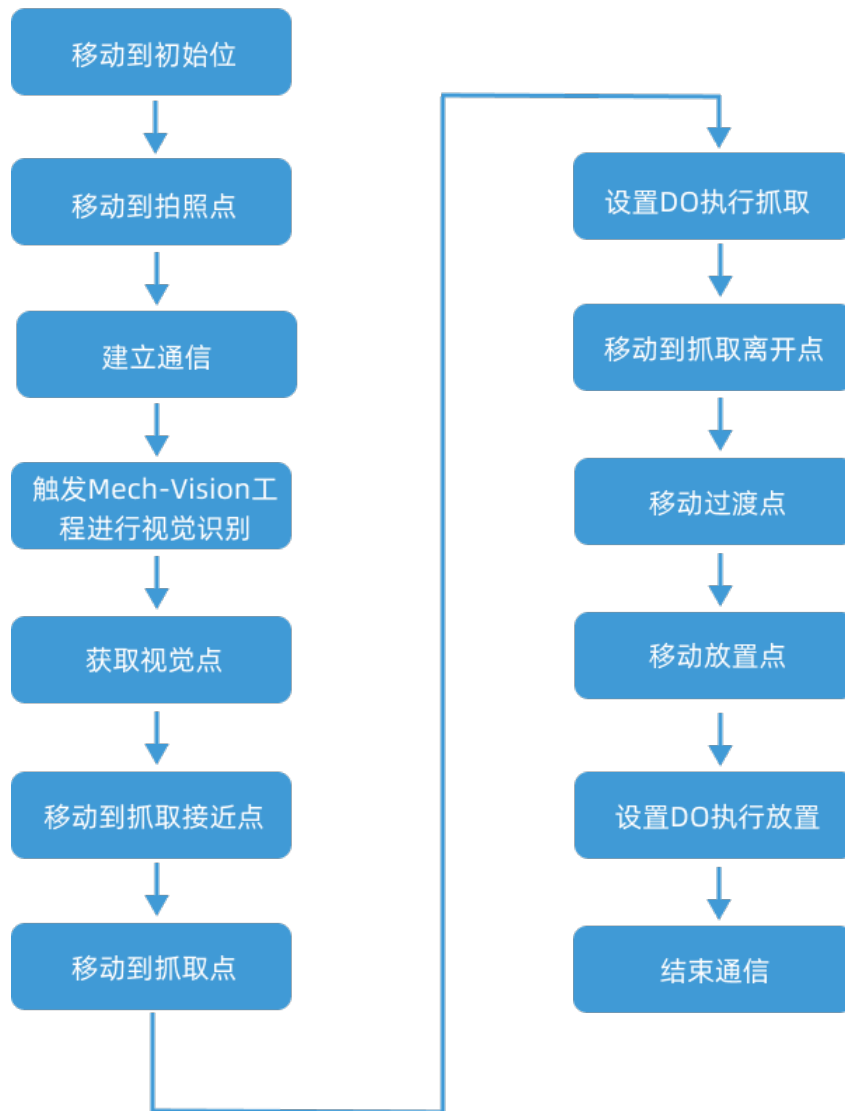 移动到初始位
移动到拍照点
建立通信
触发Mech-Vision工
程进行视觉识别
获取视觉点
移动到抓取接近点
移动到抓取点
设置DO执行抓取
移动到抓取离开点
移动过渡点
移动放置点
设置DO执行放置
结束通信